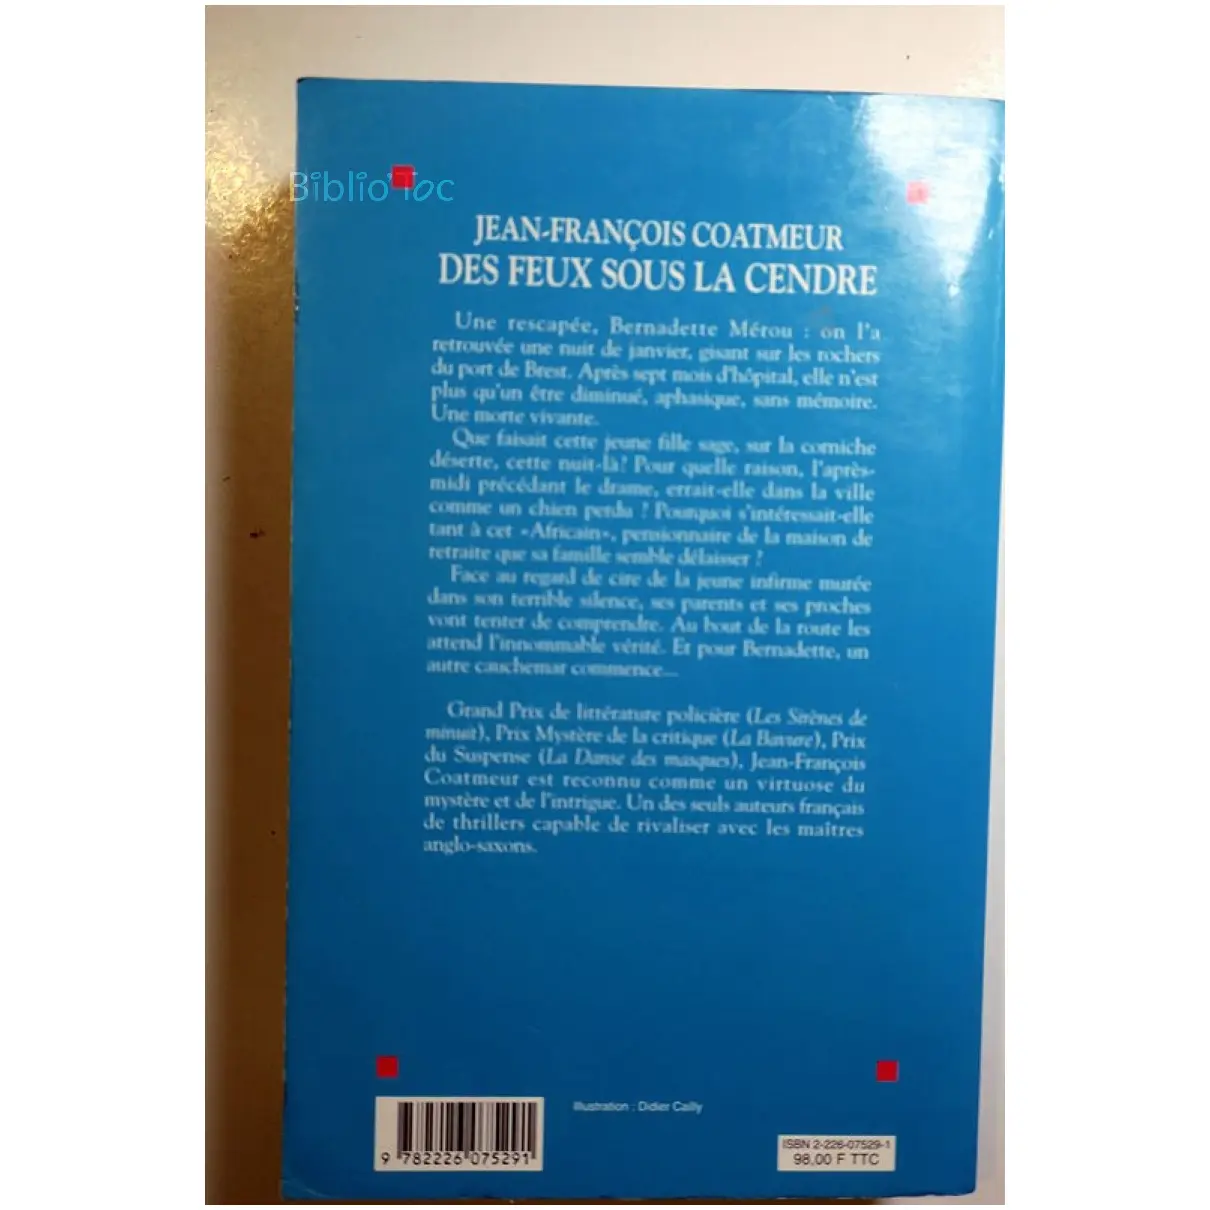 Biblio'Toc
JEAN-FRANÇOIS COATMEUR
DES FEUX SOUS LA CENDRE
Une rescapée, Bernadette Mérou : on l'a
retrouvée une nuit de janvier, gisant sur les rochers
du port de Brest. Après sept mois d'hôpital, elle n'est
plus qu'un être diminué, aphasique, sans mémoire.
Une morte vivante.
Que faisait cette jeune fille sage, sur la corniche
déserte, cette nuit-là? Pour quelle raison, l'après-
midi précédant le drame, errait-elle dans la ville
comme un chien perdu ? Pourquoi s'intéressait-elle
tant à cet «Africain», pensionnaire de la maison de
retraite que sa famille semble délaisser ?
Face au regard de cire de la jeune infirme murée
dans son terrible silence, ses parents et ses proches
vont tenter de comprendre. Au bout de la route les
attend l'innommable vérité. Et pour Bernadette, un
autre cauchemar commence...
Grand Prix de littérature policière (Les Sirènes de
minuit), Prix Mystère de la critique (La Bavure), Prix
du Suspense (La Danse des masques), Jean-François
Coatmeur est reconnu comme un virtuose du
mystère et de l'intrigue. Un des seuls auteurs français
de thrillers capable de rivaliser avec les maîtres
anglo-saxons.
Illustration : Didier Cailly
9 782226 075291
ISBN 2-226-07529-1
98,00 F TTC